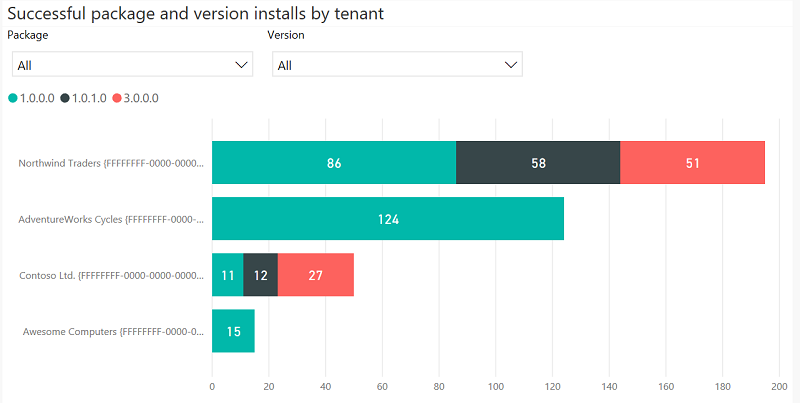 Successful package and version installs by tenant
Package Version
All All
1.0.0.0 1.0.1.0 3.0.0.0
Northwind Traders (FFFFFFFF-0000-0000... 86 58 51
AdventureWorks Cycles (FFFFFFFF-0000-... 124
Contoso Ltd. (FFFFFFFF-0000-0000-0000... 11 12 27
Awesome Computers (FFFFFFFF-0000-0... 15
0 20 40 60 80 100 120 140 160 180 200